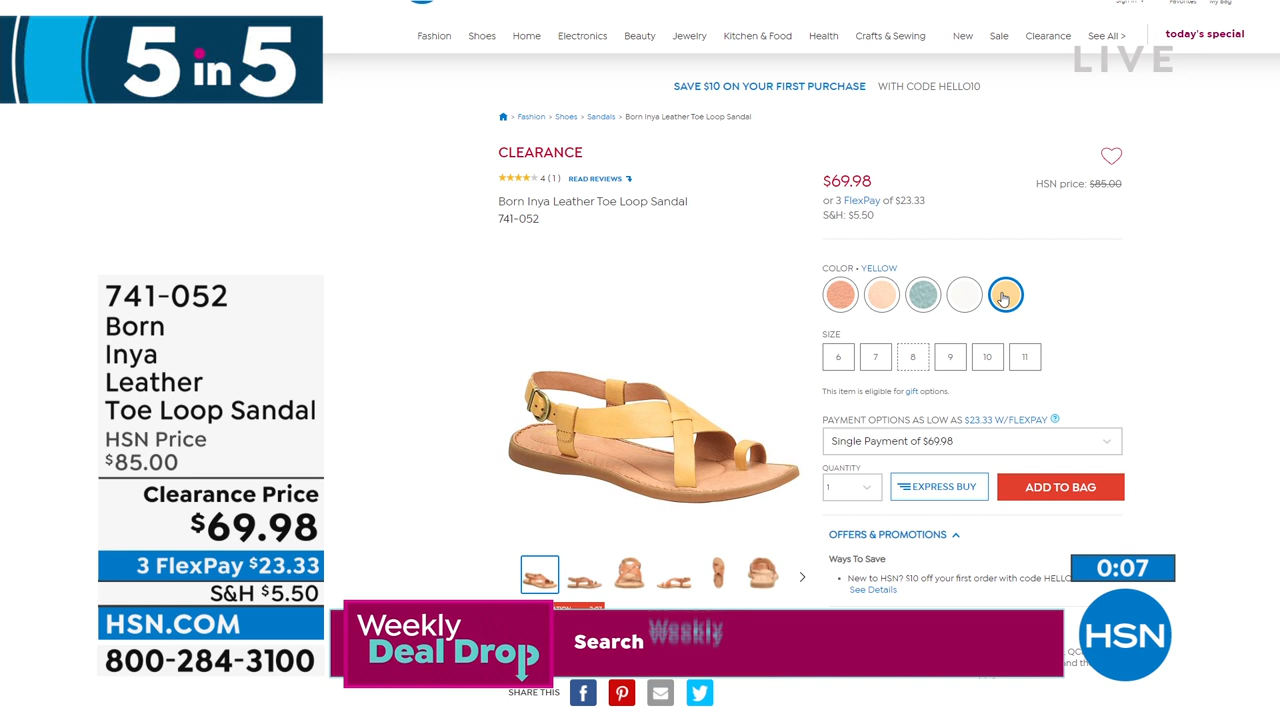 5 in 5
Sign In
Favorites
My Bag
Fashion Shoes Home Electronics Beauty Jewelry Kitchen & Food Health Crafts & Sewing New Sale Clearance See All > today's special
LIVE
SAVE $10 ON YOUR FIRST PURCHASE WITH CODE HELLO10
> Fashion > Shoes > Sandals > Born Inya Leather Toe Loop Sandal
CLEARANCE
4 (1) READ REVIEWS
Born Inya Leather Toe Loop Sandal
741-052
$69.98
HSN price: $85.00
or 3 FlexPay of $23.33
S&H: $5.50
COLOR • YELLOW
SIZE
6 7 8 9 10 11
This item is eligible for gift options.
PAYMENT OPTIONS AS LOW AS $23.33 W/FLEXPAY ?
Single Payment of $69.98
QUANTITY
1
EXPRESS BUY
ADD TO BAG
OFFERS & PROMOTIONS
Ways To Save
• New to HSN? $10 off your first order with code HELLO
See Details
741-052
Born
Inya
Leather
Toe Loop Sandal
HSN Price
$85.00
Clearance Price
$69.98
3 FlexPay $23.33
S&H $5.50
HSN.COM
800-284-3100
0:07
Weekly
Deal Drop
Search Weekly
HSN
SHARE THIS